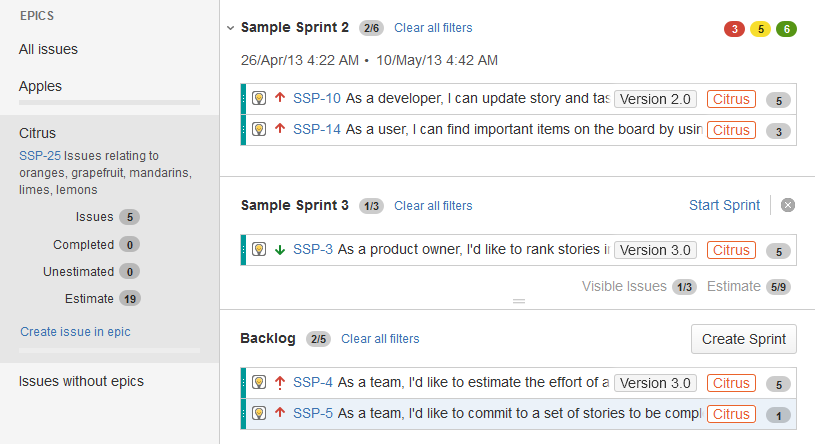 EPICS
All issues
Apples
Citrus
SSP-25 Issues relating to
oranges, grapefruit, mandarins,
limes, lemons
Issues 5
Completed 0
Unestimated 0
Estimate 19
Create issue in epic
Issues without epics
Sample Sprint 2 2/6 Clear all filters 3 5 6
26/Apr/13 4:22 AM • 10/May/13 4:42 AM
SSP-10 As a developer, I can update story and tas Version 2.0 Citrus 5
SSP-14 As a user, I can find important items on the board by usin Citrus 3
Sample Sprint 3 1/3 Clear all filters Start Sprint
SSP-3 As a product owner, I'd like to rank stories in Version 3.0 Citrus 5
Visible Issues 1/3 Estimate 5/9
Backlog 2/5 Clear all filters Create Sprint
SSP-4 As a team, I'd like to estimate the effort of a Version 3.0 Citrus 5
SSP-5 As a team, I'd like to commit to a set of stories to be compl Citrus 1